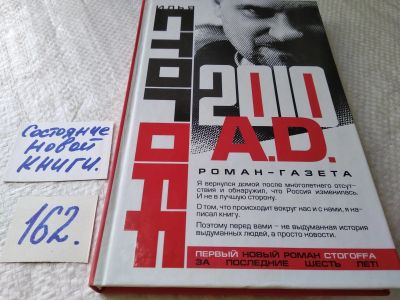 Состояние
новой
книги.
162.
ИЛЬЯ
СТОГОFF
2010
A.D.
РОМАН-ГАЗЕТА
Я вернулся домой после многолетнего отсут-
ствия и обнаружил, что Россия изменилась.
И не в лучшую сторону.
О том, что происходит вокруг нас и с нами, я на-
писал книгу.
Поэтому перед вами – не выдуманная история
выдуманных людей, а просто новости.
ПЕРВЫЙ НОВЫЙ РОМАН СТОГОFFА
ЗА ПОСЛЕДНИЕ ШЕСТЬ ЛЕТ!